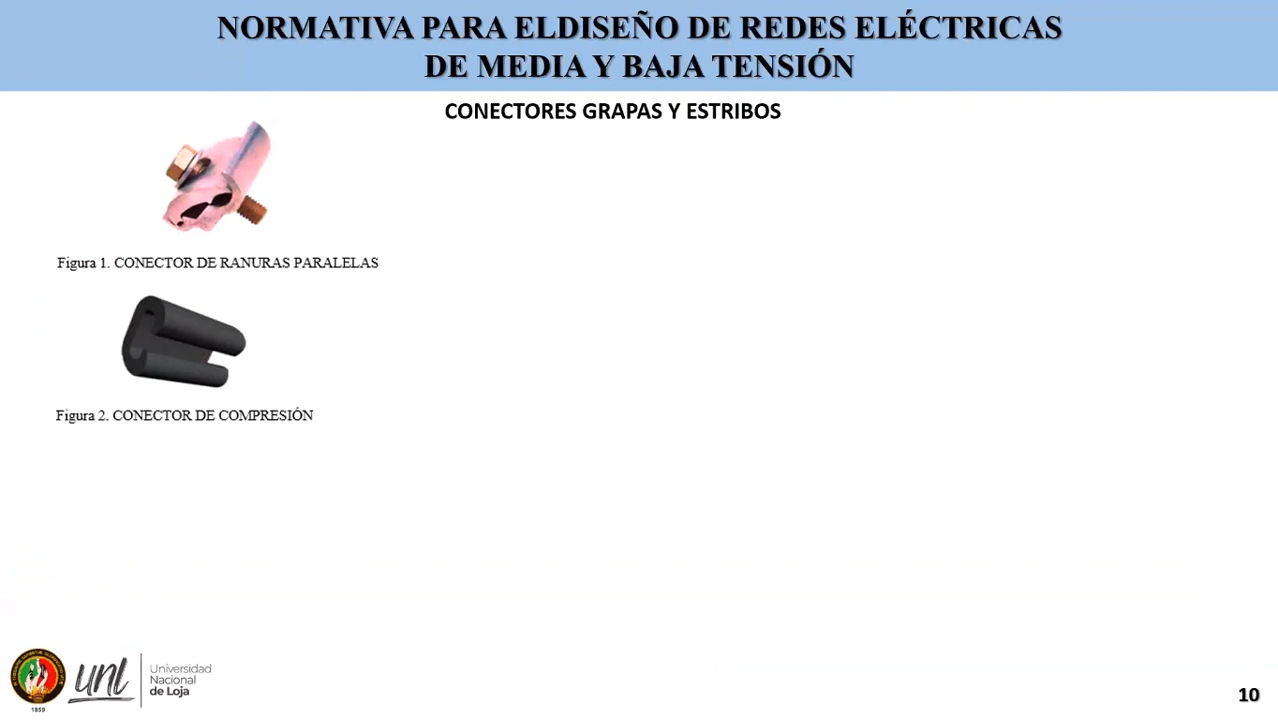 NORMATIVA PARA ELDISEÑO DE REDES ELÉCTRICAS
DE MEDIA Y BAJA TENSIÓN
CONECTORES GRAPAS Y ESTRIBOS
Figura 1. CONECTOR DE RANURAS PARALELAS
Figura 2. CONECTOR DE COMPRESIÓN
1859
unl
Universidad
Nacional
de Loja
10